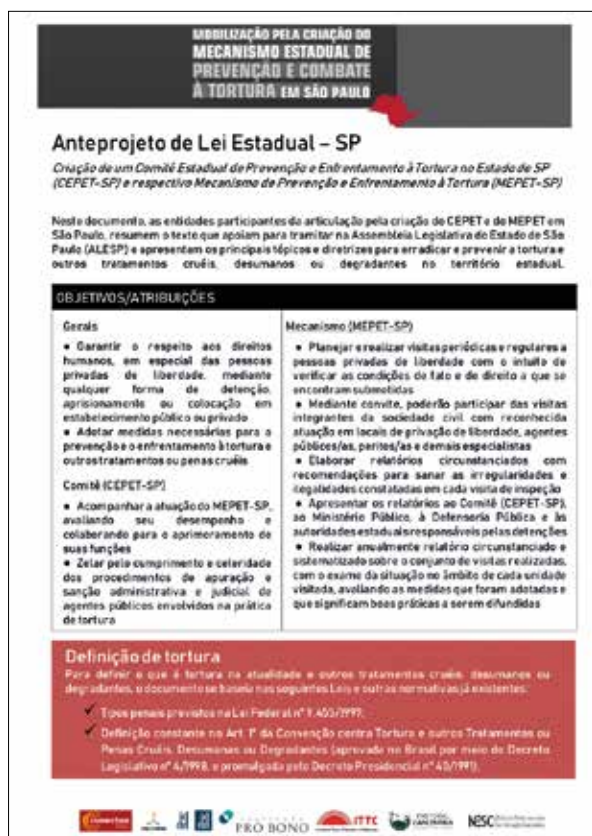 MOBILIZAÇÃO PELA CRIAÇÃO DO
MECANISMO ESTADUAL DE
PREVENÇÃO E COMBATE
À TORTURA EM SÃO PAULO
Anteprojeto de Lei Estadual – SP
Criação de um Comitê Estadual de Prevenção e Enfrentamento à Tortura no Estado de SP
(CEPET-SP) e respectivo Mecanismo de Prevenção e Enfrentamento à Tortura (MEPET-SP)
Neste documento, as entidades participantes da articulação pela criação do CEPET e do MEPET em
São Paulo, resumem o texto que apoiam para tramitar na Assembleia Legislativa do Estado de São
Paulo (ALESP) e apresentam os principais tópicos e diretrizes para erradicar e prevenir a tortura e
outros tratamentos cruéis, desumanos ou degradantes no território estadual.
OBJETIVOS/ATRIBUIÇÕES
Gerais
● Garantir o respeito aos direitos
humanos, em especial das pessoas
privadas de liberdade, mediante
qualquer forma de detenção,
aprisionamento ou colocação em
estabelecimento público ou privado
● Adotar medidas necessárias para a
prevenção e o enfrentamento à tortura e
outros tratamentos ou penas cruéis
Comitê (CEPET-SP)
● Acompanhar a atuação do MEPET-SP,
avaliando seu desempenho e
colaborando para o aprimoramento de
suas funções
● Zelar pelo cumprimento e celeridade
dos procedimentos de apuração e
sanção administrativa e judicial de
agentes públicos envolvidos na prática
de tortura
Mecanismo (MEPET-SP)
● Planejar e realizar visitas periódicas e regulares a
pessoas privadas de liberdade com o intuito de
verificar as condições de fato e de direito a que se
encontram submetidas
● Mediante convite, poderão participar das visitas
integrantes da sociedade civil com reconhecida
atuação em locais de privação de liberdade, agentes
públicos/as, peritos/as e demais especialistas
● Elaborar relatórios circunstanciados com
recomendações para sanar as irregularidades e
ilegalidades constatadas em cada visita de inspeção
● Apresentar os relatórios ao Comitê (CEPET-SP),
ao Ministério Público, à Defensoria Pública e às
autoridades estaduais responsáveis pelas detenções
● Realizar anualmente relatório circunstanciado e
sistematizado sobre o conjunto de visitas realizadas,
com o exame da situação no âmbito de cada unidade
visitada, avaliando as medidas que foram adotadas e
que significam boas práticas a serem difundidas
Definição de tortura
Para definir o que é tortura na atualidade e outros tratamentos cruéis, desumanos ou
degradantes, o documento se baseia nas seguintes Leis e outras normativas já existentes:
✓ Tipos penais previstos na Lei Federal nº 9.455/1997;
✓ Definição constante no Art. 1º da Convenção contra Tortura e outros Tratamentos ou
Penas Cruéis, Desumanas ou Degradantes (aprovada no Brasil por meio do Decreto
Legislativo nº 4/1998, e promulgada pelo Decreto Presidencial nº 40/1991).
PRO BONO
ITTC
NESC